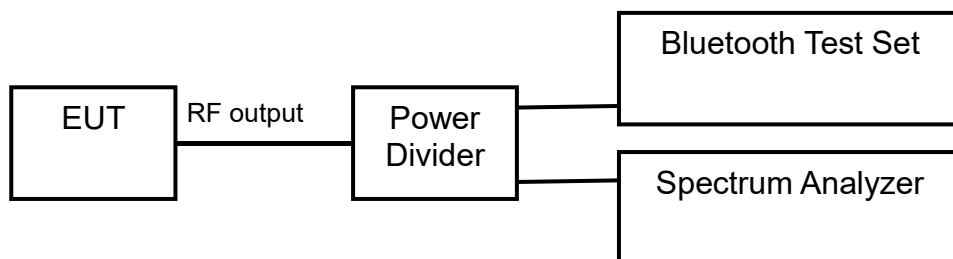 EUT
RF output
Power
Divider
Bluetooth Test Set
Spectrum Analyzer